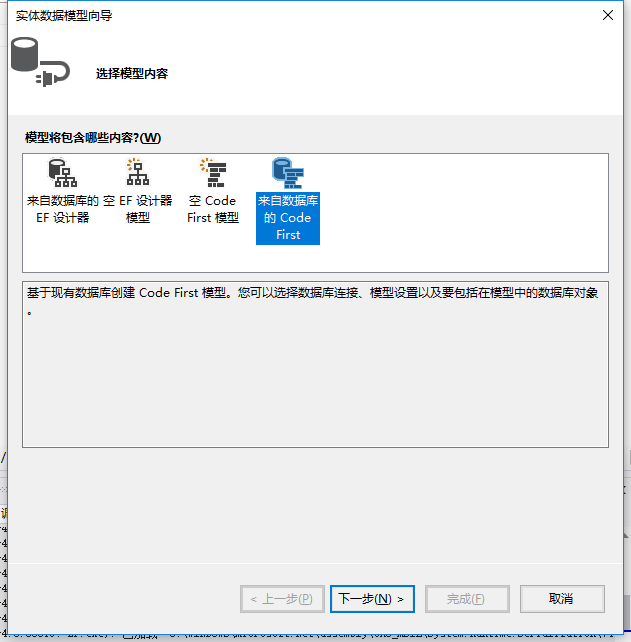 实体数据模型向导
选择模型内容
模型将包含哪些内容?(W)
来自数据库的 EF 设计器
空 EF 设计器模型
空 Code First 模型
来自数据库的 Code First
基于现有数据库创建 Code First 模型。您可以选择数据库连接、模型设置以及要包括在模型中的数据库对象
。
< 上一步(P)
下一步(N) >
完成(F)
取消